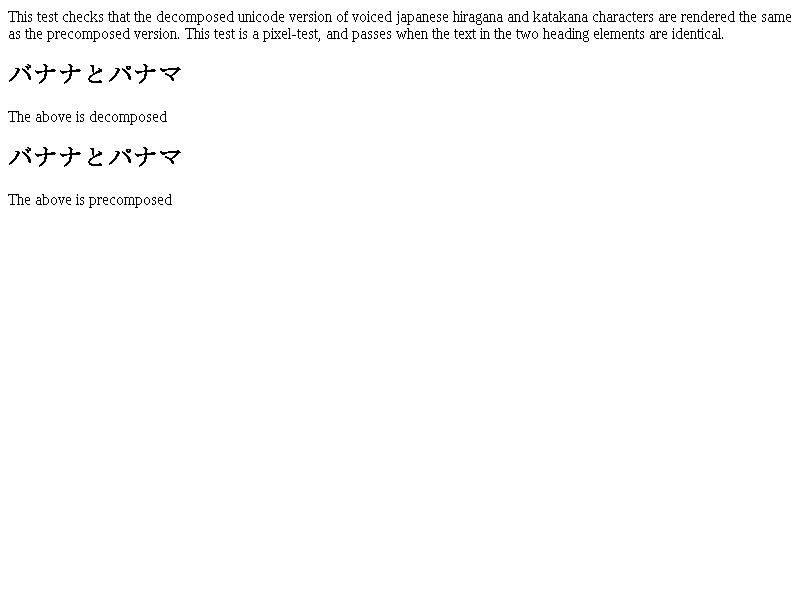 This test checks that the decomposed unicode version of voiced japanese hiragana and katakana characters are rendered the same
as the precomposed version. This test is a pixel-test, and passes when the text in the two heading elements are identical.
バナナとパナマ
The above is decomposed
バナナとパナマ
The above is precomposed